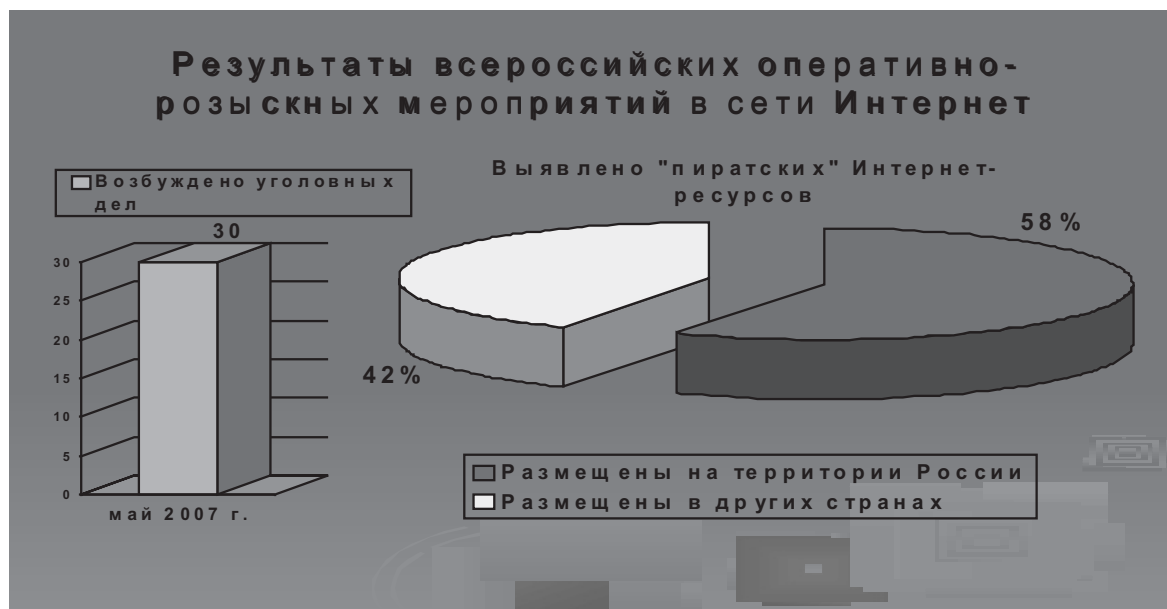 Результаты всероссийских оперативно-
розыскных мероприятий в сети Интернет
Возбуждено уголовных
дел
30
30
25
20
15
10
5
0
май 2007 г.
Выявлено "пиратских" Интернет-
ресурсов
58%
42%
Размещены на территории России
Размещены в других странах